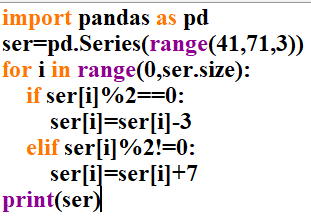 import pandas as pd
ser=pd.Series(range(41,71,3))
for i in range(0,ser.size):
    if ser[i]%2==0:
        ser[i]=ser[i]-3
    elif ser[i]%2!=0:
        ser[i]=ser[i]+7
print(ser)